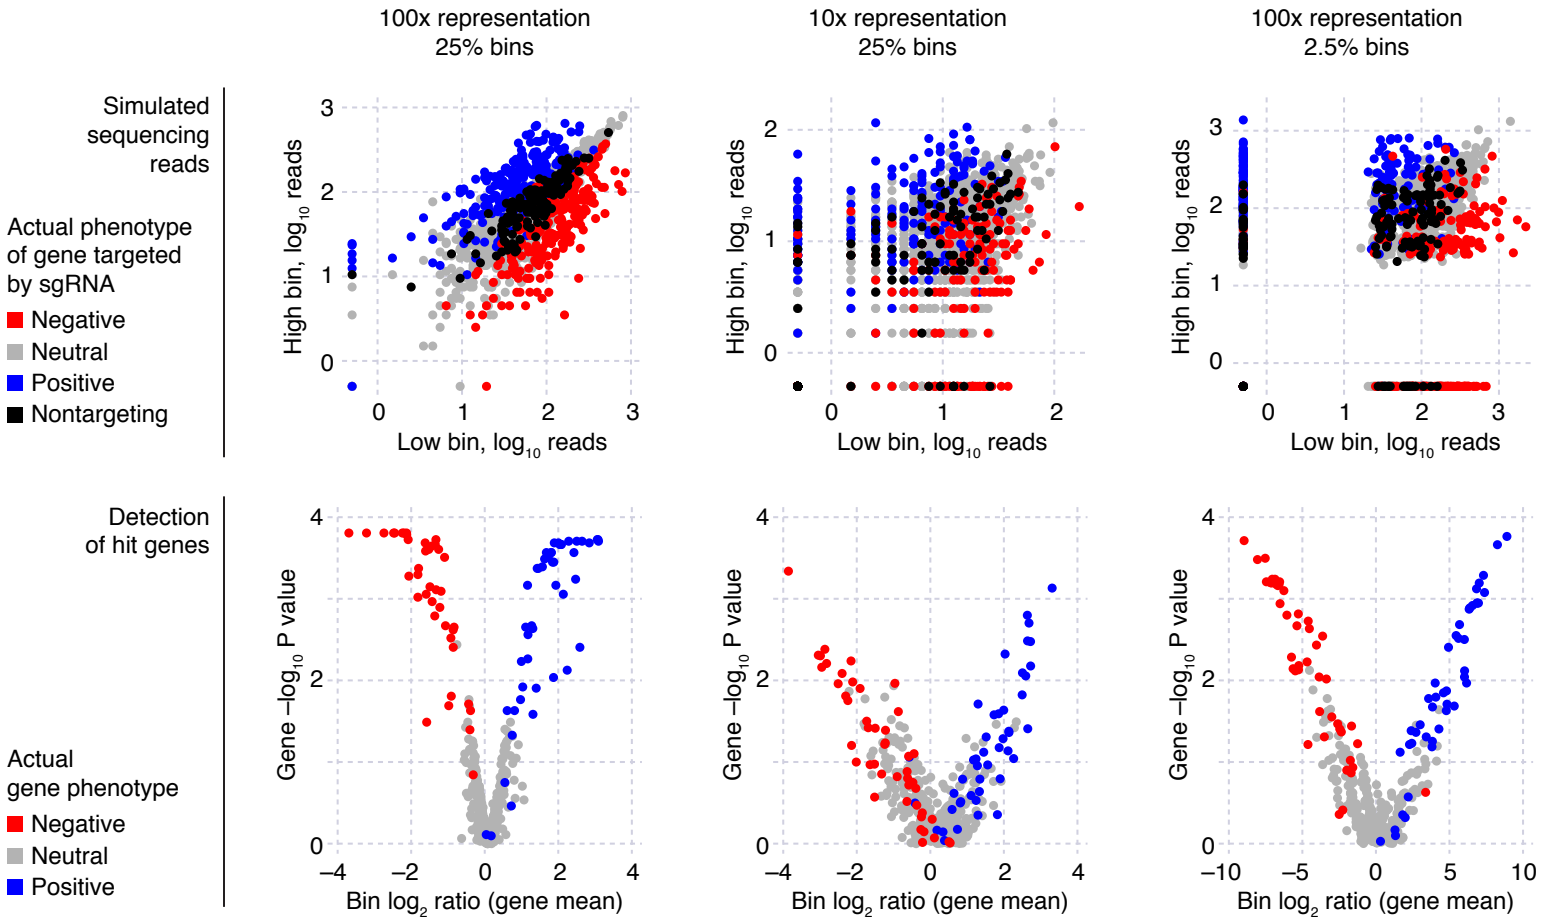 100x representation
25% bins
10x representation
25% bins
100x representation
2.5% bins
Simulated
sequencing
reads
Actual phenotype
of gene targeted
by sgRNA
Negative
Neutral
Positive
Nontargeting
High bin, log10 reads
3
2
1
0
0 1 2 3
Low bin, log10 reads
High bin, log10 reads
2
1
0
0 1 2
Low bin, log10 reads
High bin, log10 reads
3
2
1
0
0 1 2 3
Low bin, log10 reads
Detection
of hit genes
Actual
gene phenotype
Negative
Neutral
Positive
Gene –log10 P value
4
2
0
–4 –2 0 2 4
Bin log2 ratio (gene mean)
Gene –log10 P value
4
2
0
–4 –2 0 2 4
Bin log2 ratio (gene mean)
Gene –log10 P value
4
2
0
–10 –5 0 5 10
Bin log2 ratio (gene mean)